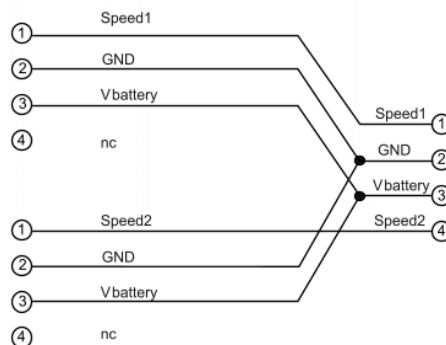 Speed1
1
GND
2
Vbattery
3
Speed1
1
4
nc
GND
2
Vbattery
3
1
Speed2
Speed2
4
2
GND
3
Vbattery
4
nc